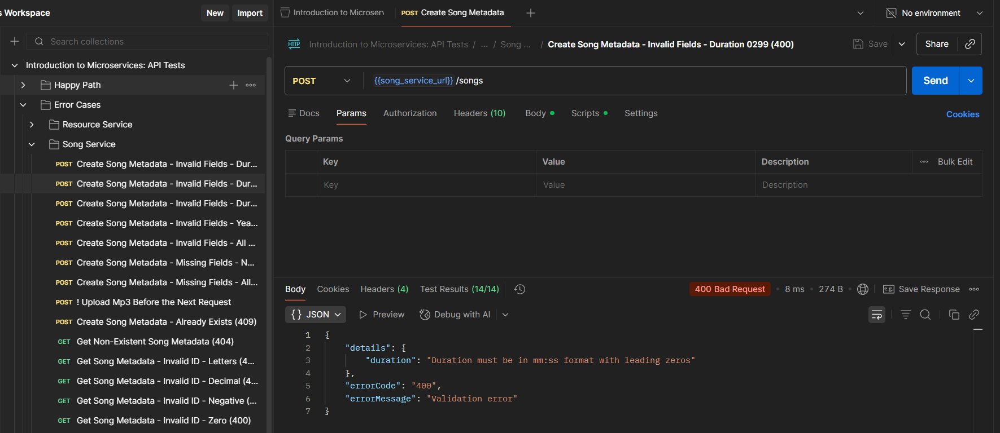 s Workspace
New
Import
Search collections
Introduction to Microservices: API Tests
Happy Path
Error Cases
Resource Service
Song Service
POST Create Song Metadata - Invalid Fields - Dur...
POST Create Song Metadata - Invalid Fields - Dur...
POST Create Song Metadata - Invalid Fields - Dur...
POST Create Song Metadata - Invalid Fields - Yea...
POST Create Song Metadata - Invalid Fields - All ...
POST Create Song Metadata - Missing Fields - N...
POST Create Song Metadata - Missing Fields - All...
POST ! Upload Mp3 Before the Next Request
POST Create Song Metadata - Already Exists (409)
GET Get Non-Existent Song Metadata (404)
GET Get Song Metadata - Invalid ID - Letters (4...
GET Get Song Metadata - Invalid ID - Decimal (4...
GET Get Song Metadata - Invalid ID - Negative (...
GET Get Song Metadata - Invalid ID - Zero (400)
Introduction to Microserv
POST Create Song Metadata
No environment
HTTP Introduction to Microservices: API Tests / ... / Song ... / Create Song Metadata - Invalid Fields - Duration 0299 (400)
Save
Share
POST
{{song_service_url}} /songs
Send
Docs
Params
Authorization
Headers (10)
Body
Scripts
Settings
Cookies
Query Params
Key Value Description Bulk Edit
Key Value Description
Body
Cookies
Headers (4)
Test Results (14/14)
400 Bad Request
8 ms
274 B
e.g. Save Response
{} JSON
Preview
Debug with AI
1 {
2 "details": {
3 "duration": "Duration must be in mm:ss format with leading zeros"
4 },
5 "errorCode": "400",
6 "errorMessage": "Validation error"
7 }